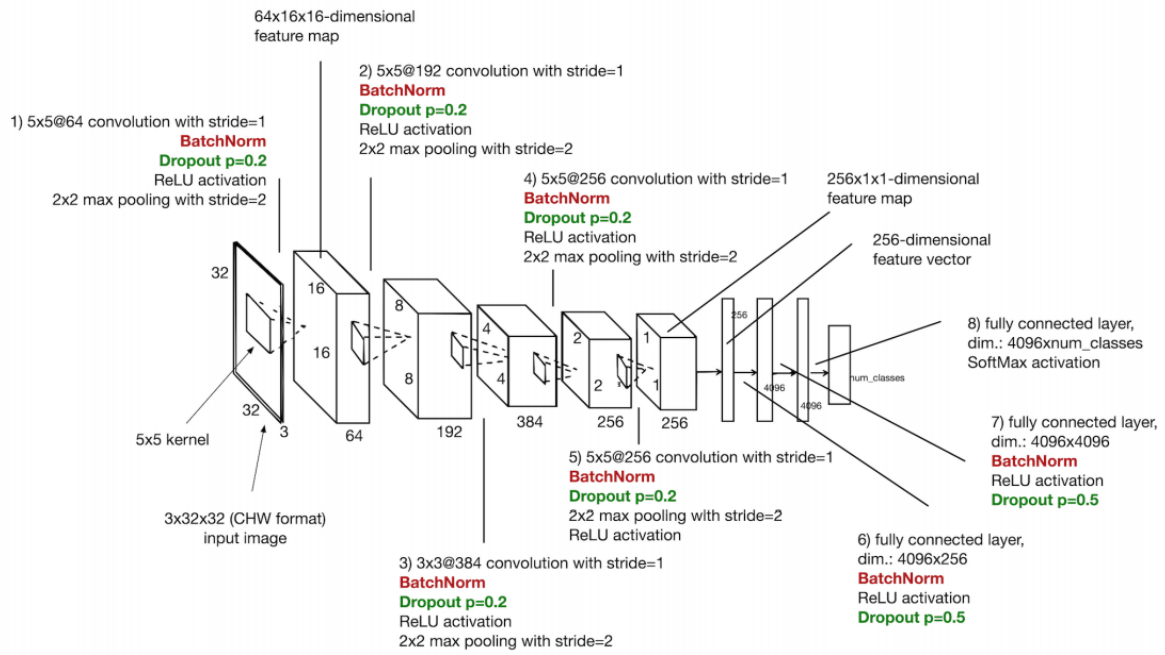 64x16x16-dimensional
feature map
2) 5x5@192 convolution with stride=1
BatchNorm
Dropout p=0.2
ReLU activation
2x2 max pooling with stride=2
1) 5x5@64 convolution with stride=1
BatchNorm
Dropout p=0.2
ReLU activation
2x2 max pooling with stride=2
4) 5x5@256 convolution with stride=1
BatchNorm
Dropout p=0.2
ReLU activation
2x2 max pooling with stride=2
256x1x1-dimensional
feature map
256-dimensional
feature vector
32
32
3
16
16
64
8
8
192
4
4
384
2
2
256
1
1
256
256
4096
4096
num_classes
8) fully connected layer,
dim.: 4096xnum_classes
SoftMax activation
7) fully connected layer,
dim.: 4096x4096
BatchNorm
ReLU activation
Dropout p=0.5
5x5 kernel
3x32x32 (CHW format)
input image
5) 5x5@256 convolution with stride=1
BatchNorm
Dropout p=0.2
2x2 max pooling with stride=2
ReLU activation
6) fully connected layer,
dim.: 4096x256
BatchNorm
ReLU activation
Dropout p=0.5
3) 3x3@384 convolution with stride=1
BatchNorm
Dropout p=0.2
ReLU activation
2x2 max pooling with stride=2